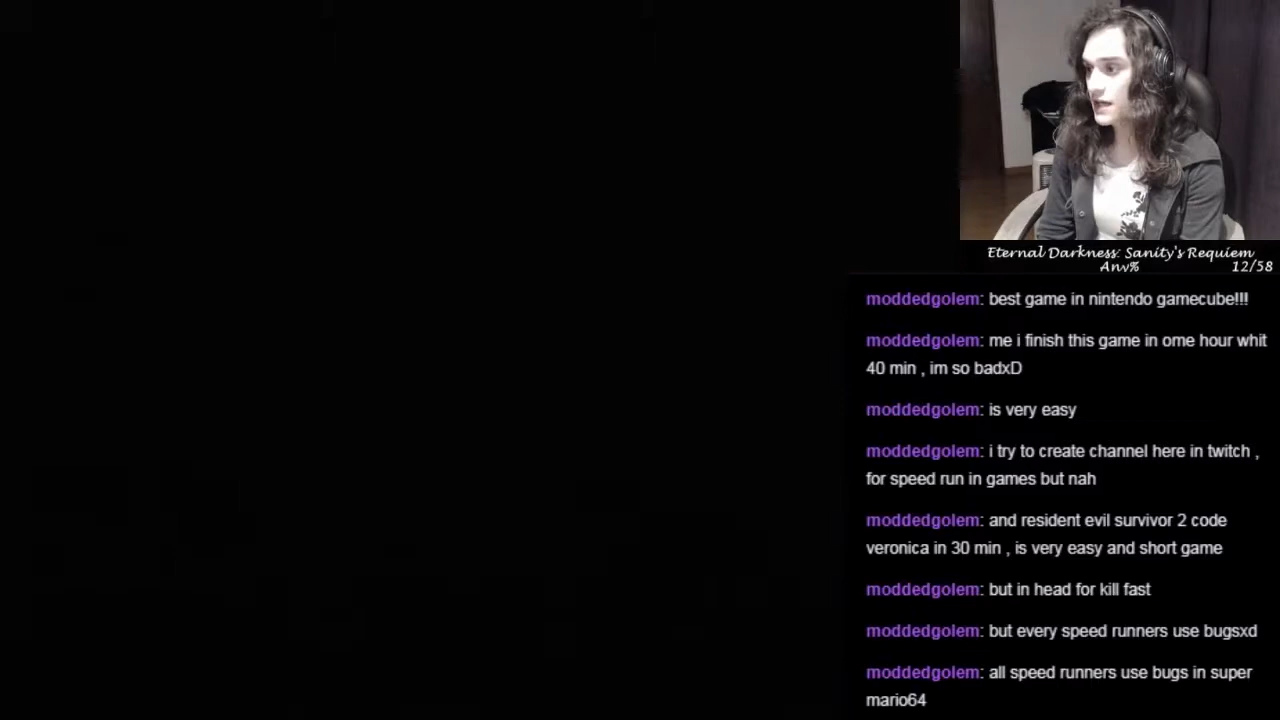 Eternal Darkness: Sanity's Requiem
Any%
12/58
moddedgolem: best game in nintendo gamecube!!!
moddedgolem: me i finish this game in ome hour whit
40 min , im so badxD
moddedgolem: is very easy
moddedgolem: i try to create channel here in twitch ,
for speed run in games but nah
moddedgolem: and resident evil survivor 2 code
veronica in 30 min , is very easy and short game
moddedgolem: but in head for kill fast
moddedgolem: but every speed runners use bugsxd
moddedgolem: all speed runners use bugs in super
mario64